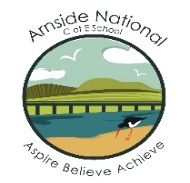 Arnside National
C of E School
Aspire Believe Achieve